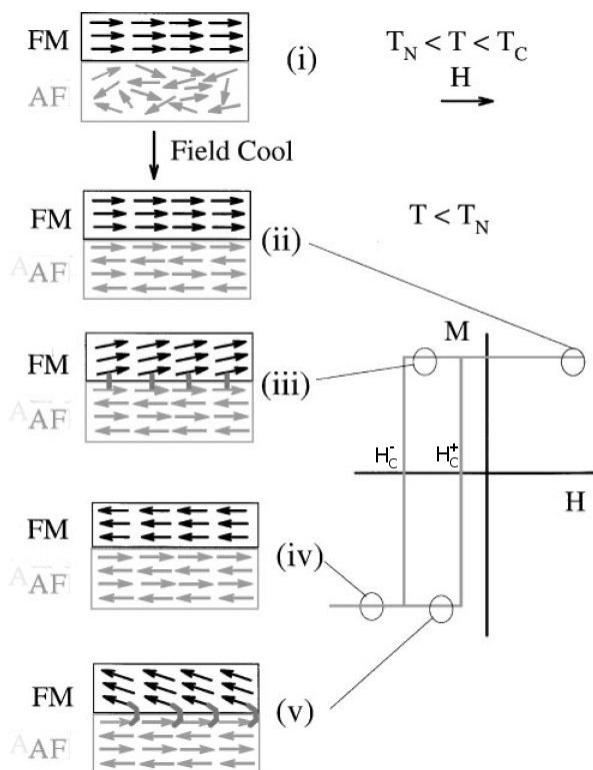 FM
(i)
T_N < T < T_C
H
AF
Field Cool
FM
(ii)
T < T_N
AF
FM
(iii)
M
AF
H_C^-
H_C^+
H
FM
(iv)
AF
FM
(v)
AF